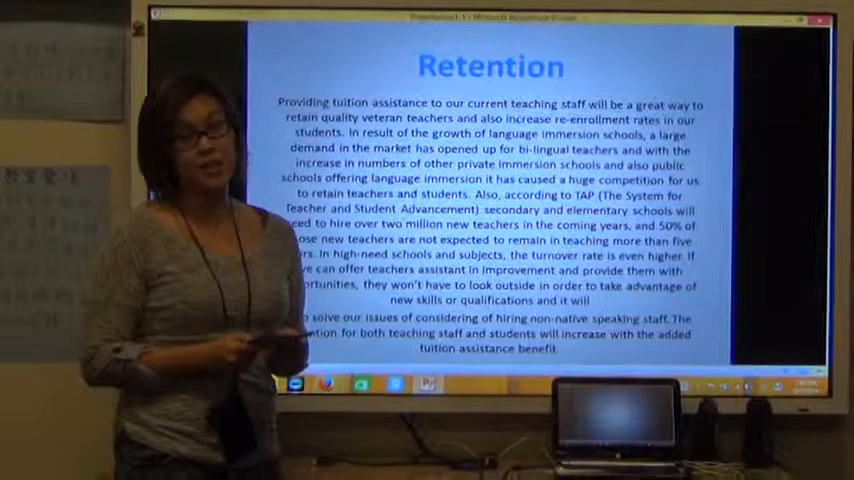 Presentation1-1 - Microsoft PowerPoint Viewer
Retention
Providing tuition assistance to our current teaching staff will be a great way to
retain quality veteran teachers and also increase re-enrollment rates in our
students. In result of the growth of language immersion schools, a large
demand in the market has opened up for bi-lingual teachers and with the
increase in numbers of other private immersion schools and also public
schools offering language immersion it has caused a huge competition for us
to retain teachers and students. Also, according to TAP (The System for
Teacher and Student Advancement) secondary and elementary schools will
need to hire over two million new teachers in the coming years, and 50% of
ose new teachers are not expected to remain in teaching more than five
rs. In high-need schools and subjects, the turnover rate is even higher. If
e can offer teachers assistant in improvement and provide them with
ortunities, they won't have to look outside in order to take advantage of
new skills or qualifications and it will
o solve our issues of considering of hiring non-native speaking staff. The
ntion for both teaching staff and students will increase with the added
tuition assistance benefit.